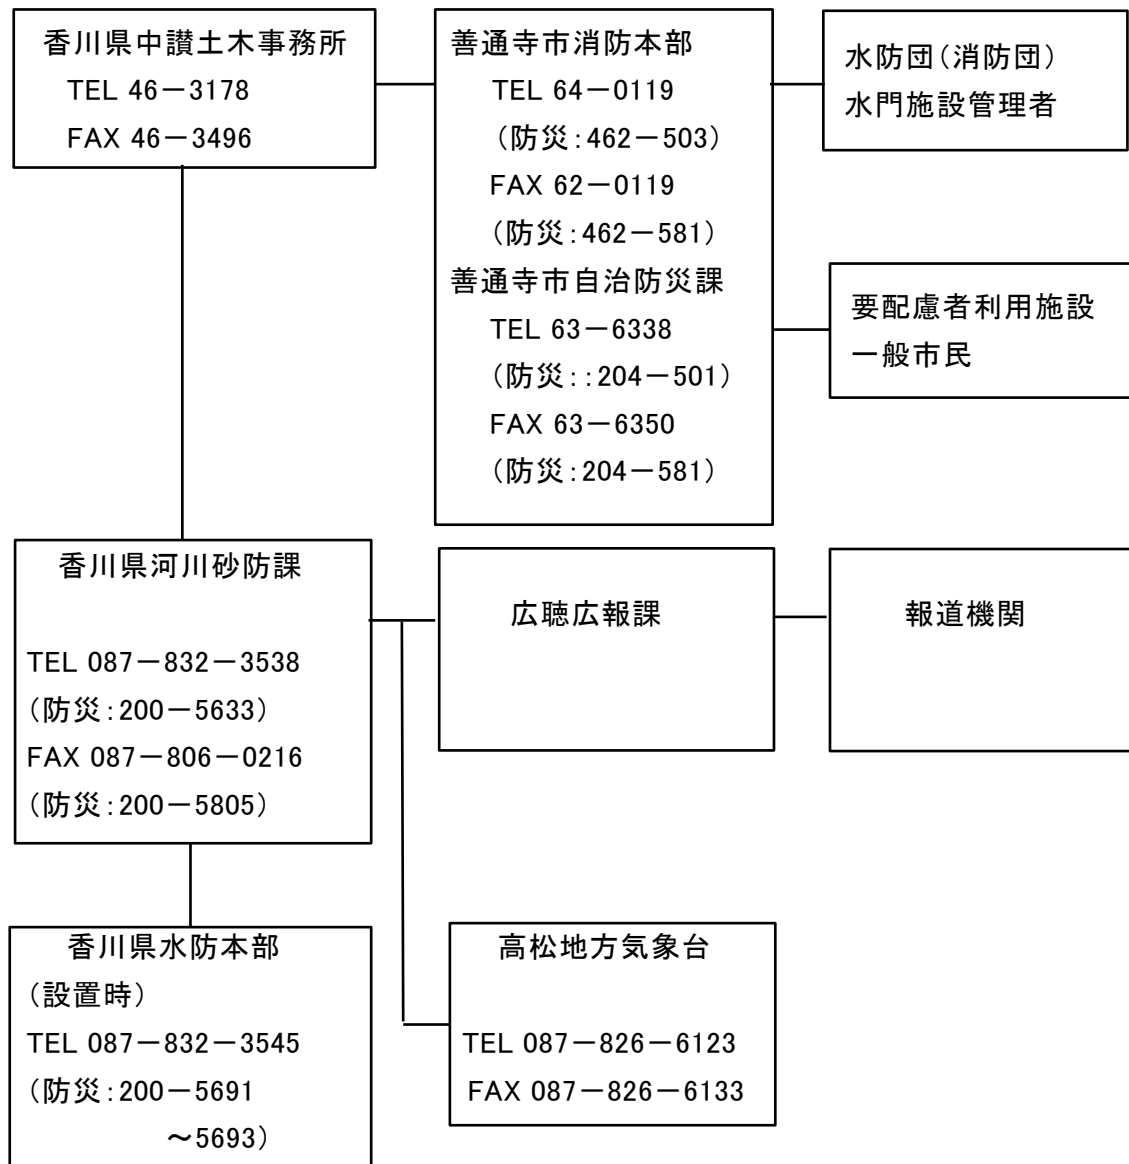 香川県中讃土木事務所
TEL 46－3178
FAX 46－3496
善通寺市消防本部
TEL 64－0119
（防災：462－503）
FAX 62－0119
（防災：462－581）
善通寺市自治防災課
TEL 63－6338
（防災：：204－501）
FAX 63－6350
（防災：204－581）
水防団（消防団）
水門施設管理者
要配慮者利用施設
一般市民
香川県河川砂防課
TEL 087－832－3538
（防災：200－5633）
FAX 087－806－0216
（防災：200－5805）
広聴広報課
報道機関
香川県水防本部
（設置時）
TEL 087－832－3545
（防災：200－5691
～5693）
高松地方気象台
TEL 087－826－6123
FAX 087－826－6133